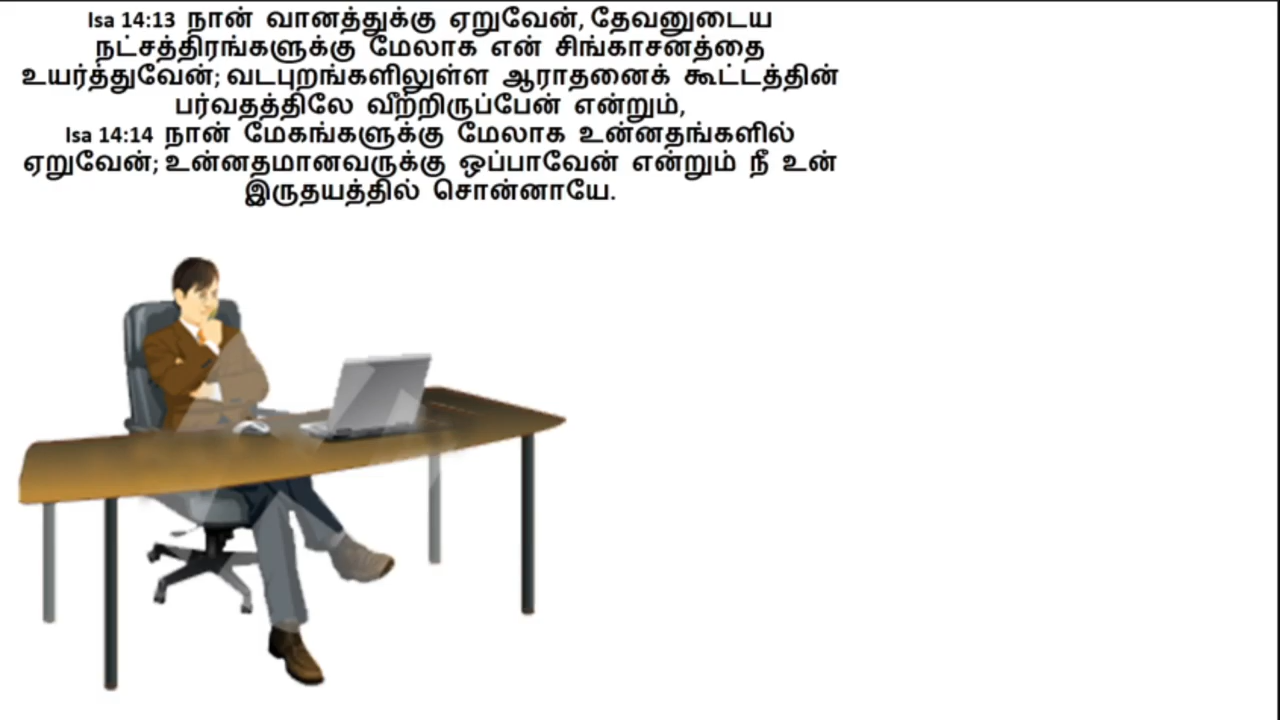 Isa 14:13 நான் வானத்துக்கு ஏறுவேன், தேவனுடைய
நட்சத்திரங்களுக்கு மேலாக என் சிங்காசனத்தை
உயர்த்துவேன்; வடபுறங்களிலுள்ள ஆராதனைக் கூட்டத்தின்
பர்வதத்திலே வீற்றிருப்பேன் என்றும்,
Isa 14:14 நான் மேகங்களுக்கு மேலாக உன்னதங்களில்
ஏறுவேன்; உன்னதமானவருக்கு ஒப்பாவேன் என்றும் நீ உன்
இருதயத்தில் சொன்னாயே.